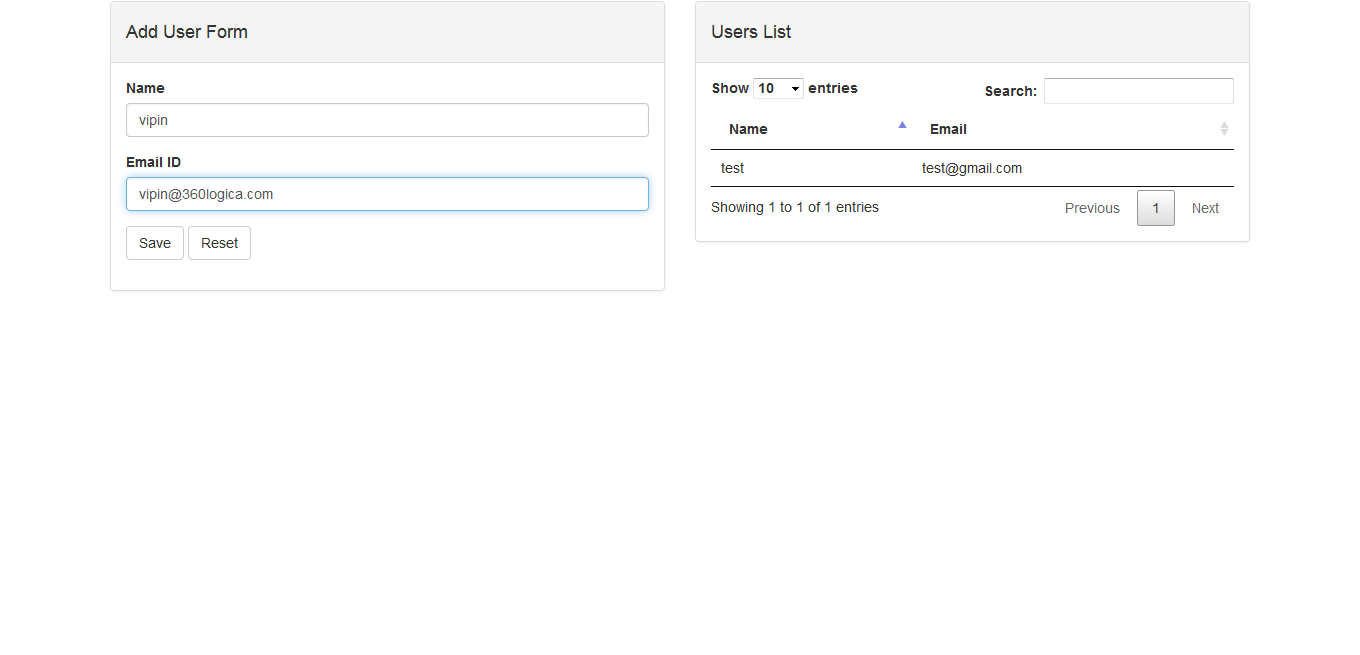 Add User Form
Name
vipin
Email ID
vipin@360logica.com
Save Reset
Users List
Show 10 entries Search:
Name Email
test test@gmail.com
Showing 1 to 1 of 1 entries Previous 1 Next